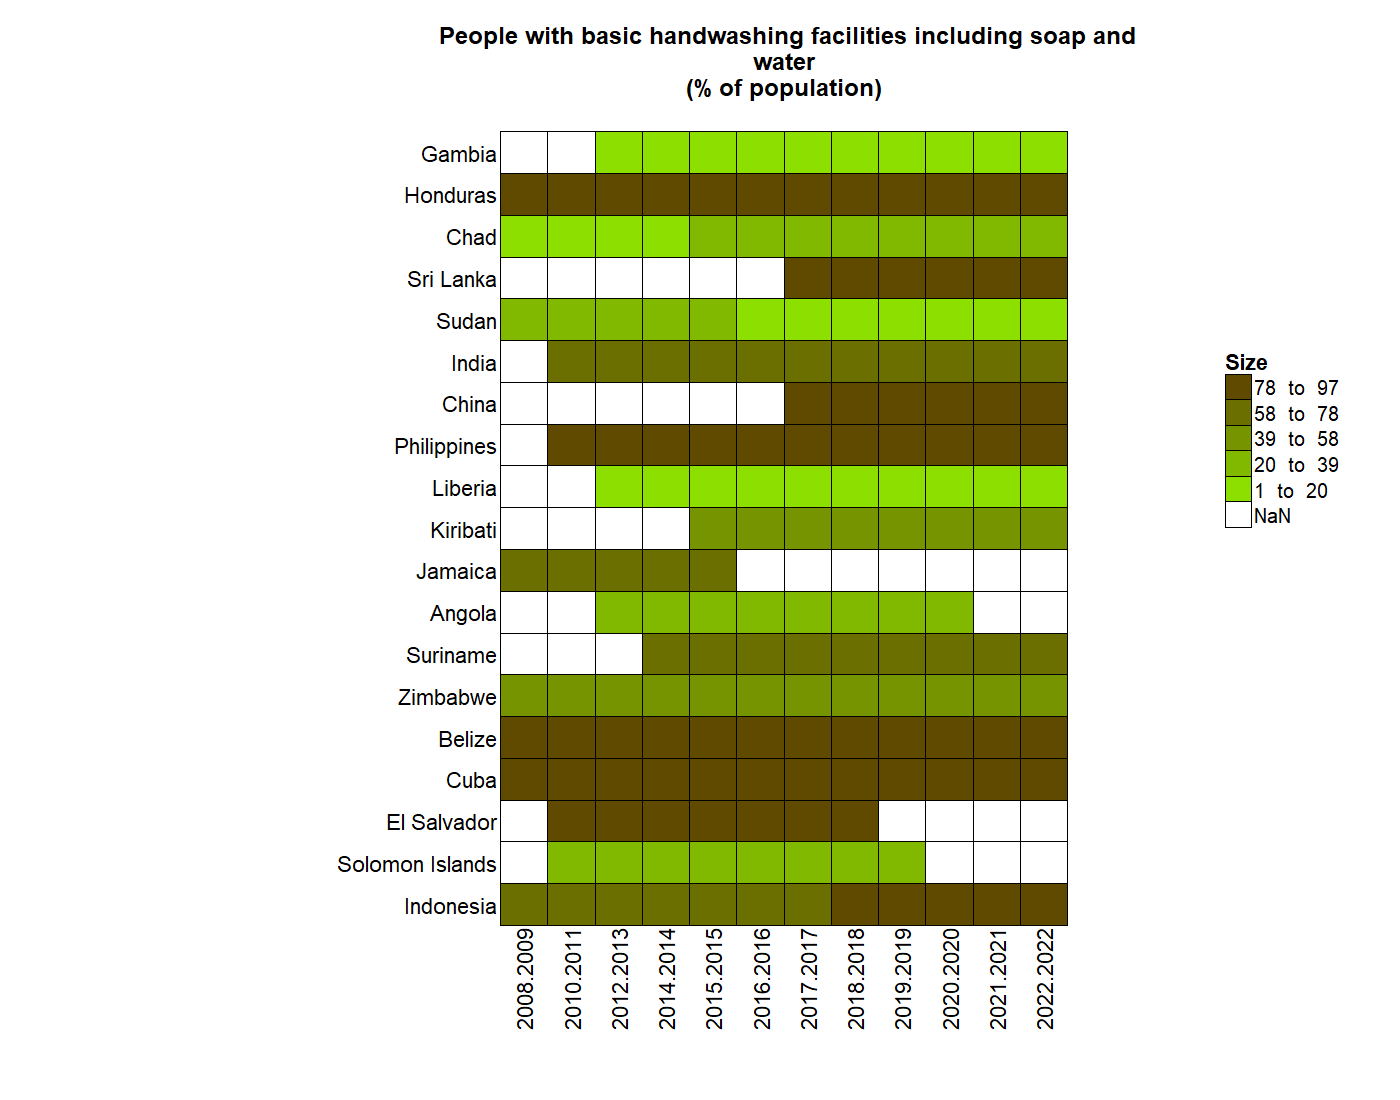 People with basic handwashing facilities including soap and
water
(% of population)
Gambia
Honduras
Chad
Sri Lanka
Sudan
India
China
Philippines
Liberia
Kiribati
Jamaica
Angola
Suriname
Zimbabwe
Belize
Cuba
El Salvador
Solomon Islands
Indonesia
2008.2009
2010.2011
2012.2013
2014.2014
2015.2015
2016.2016
2017.2017
2018.2018
2019.2019
2020.2020
2021.2021
2022.2022
Size
78 to 97
58 to 78
39 to 58
20 to 39
1 to 20
NaN